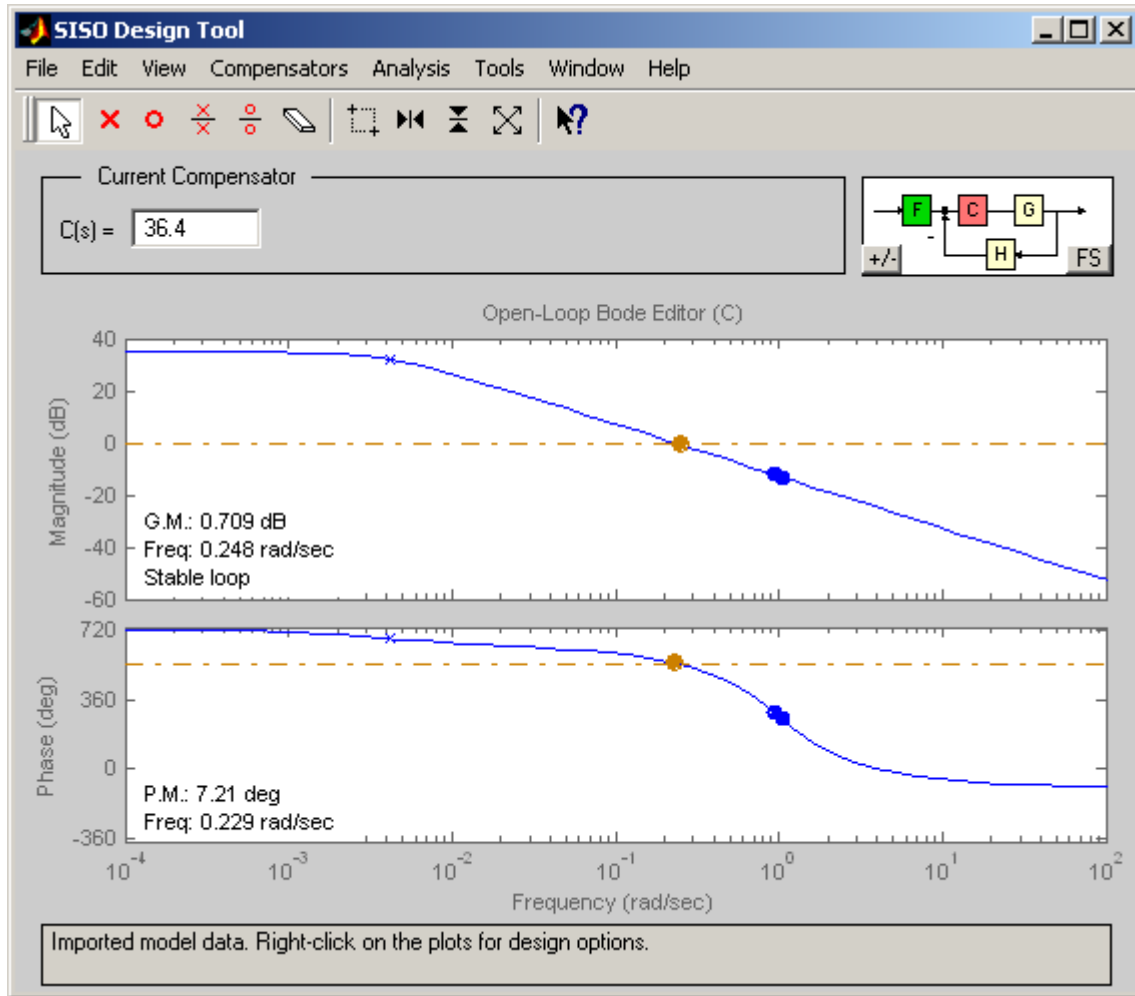 SISO Design Tool
File Edit View Compensators Analysis Tools Window Help
Current Compensator
C(s) = 36.4
F C G
H
+/- FS
Open-Loop Bode Editor (C)
40
20
0
-20
-40
-60
Magnitude (dB)
G.M.: 0.709 dB
Freq: 0.248 rad/sec
Stable loop
720
360
0
-360
Phase (deg)
P.M.: 7.21 deg
Freq: 0.229 rad/sec
10^-4 10^-3 10^-2 10^-1 10^0 10^1 10^2
Frequency (rad/sec)
Imported model data. Right-click on the plots for design options.